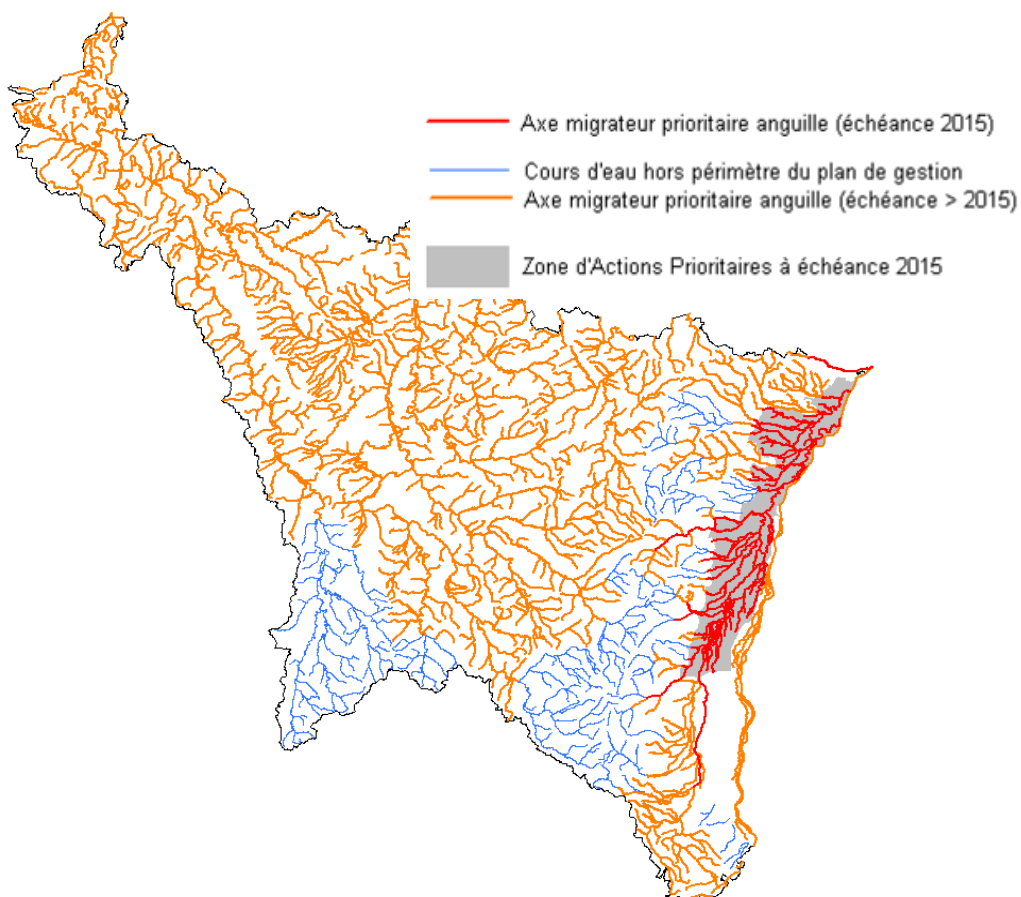 Axe migrateur prioritaire anguille (échéance 2015)
Cours d'eau hors périmètre du plan de gestion
Axe migrateur prioritaire anguille (échéance > 2015)
Zone d'Actions Prioritaires à échéance 2015